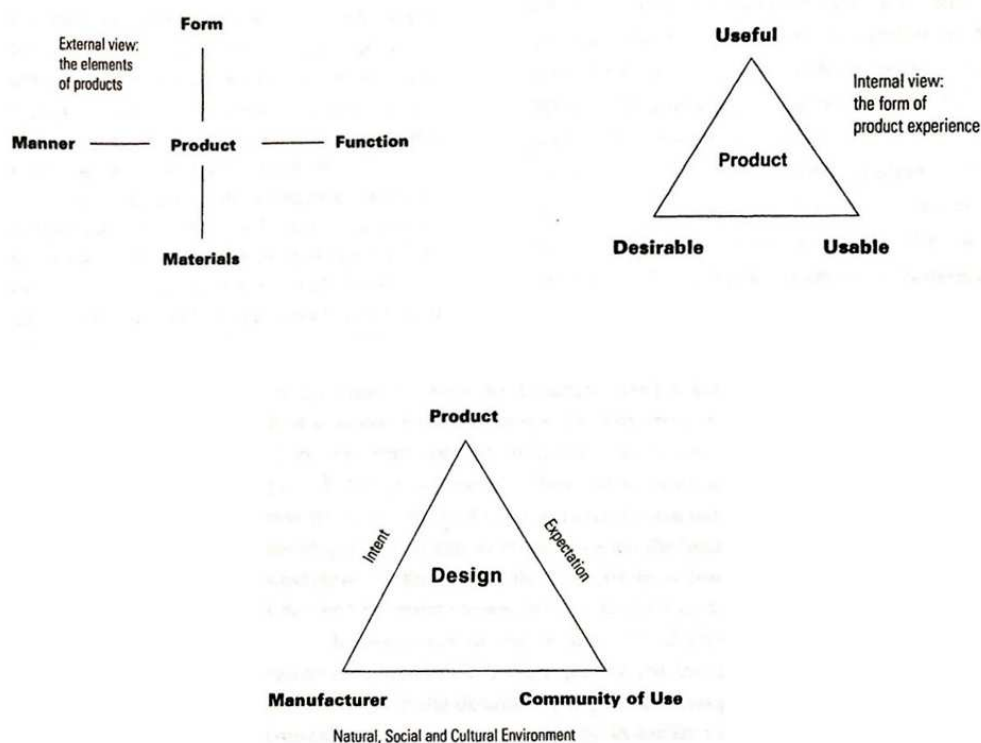 Form
External view:
the elements
of products
Manner
Product
Function
Materials
Useful
Internal view:
the form of
product experience
Product
Desirable
Usable
Product
Intent
Expectation
Design
Manufacturer
Community of Use
Natural, Social and Cultural Environment